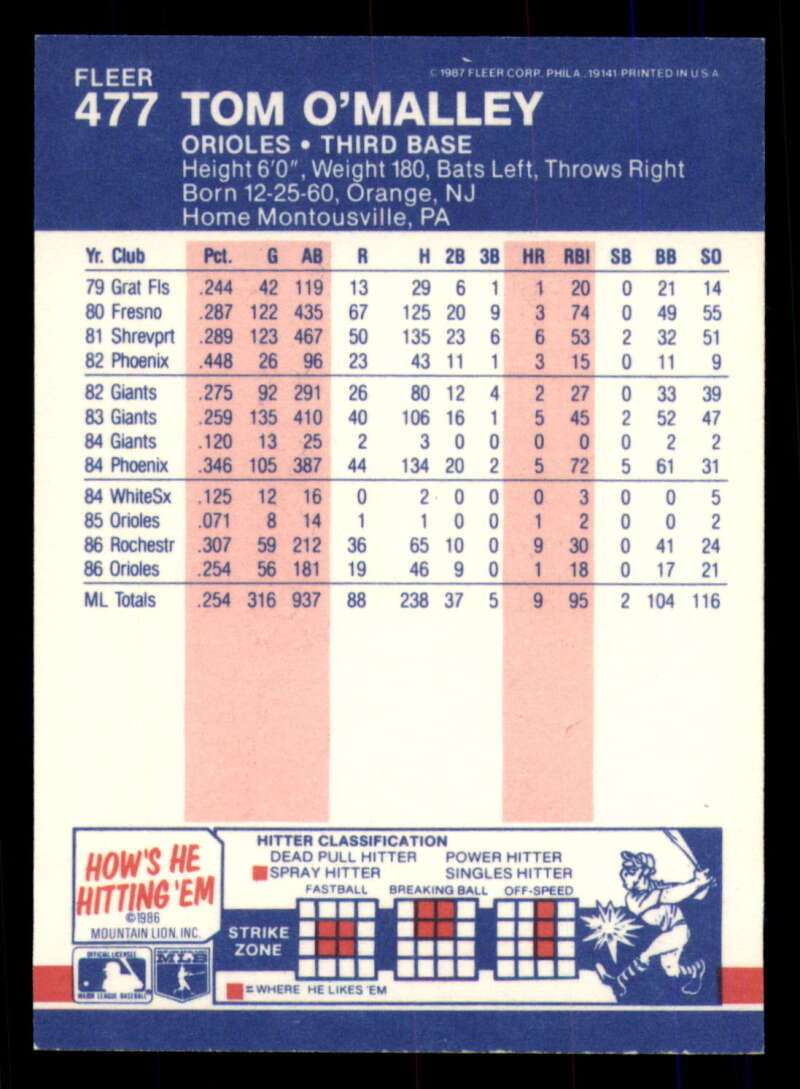 FLEER
© 1987 FLEER CORP. PHILA. 19141 PRINTED IN U S A
477 TOM O'MALLEY
ORIOLES • THIRD BASE
Height 6'0", Weight 180, Bats Left, Throws Right
Born 12-25-60, Orange, NJ
Home Montousville, PA
Yr. Club Pct. G AB R H 2B 3B HR RBI SB BB SO
79 Grat Fls .244 42 119 13 29 6 1 1 20 0 21 14
80 Fresno .287 122 435 67 125 20 9 3 74 0 49 55
81 Shrevprt .289 123 467 50 135 23 6 6 53 2 32 51
82 Phoenix .448 26 96 23 43 11 1 3 15 0 11 9
82 Giants .275 92 291 26 80 12 4 2 27 0 33 39
83 Giants .259 135 410 40 106 16 1 5 45 2 52 47
84 Giants .120 13 25 2 3 0 0 0 0 0 2 2
84 Phoenix .346 105 387 44 134 20 2 5 72 5 61 31
84 WhiteSx .125 12 16 0 2 0 0 0 3 0 0 5
85 Orioles .071 8 14 1 1 0 0 1 2 0 0 2
86 Rochestr .307 59 212 36 65 10 0 9 30 0 41 24
86 Orioles .254 56 181 19 46 9 0 1 18 0 17 21
ML Totals .254 316 937 88 238 37 5 9 95 2 104 116
HOW'S HE
HITTING 'EM
©1986
MOUNTAIN LION, INC.
HITTER CLASSIFICATION
DEAD PULL HITTER POWER HITTER
SPRAY HITTER SINGLES HITTER
FASTBALL BREAKING BALL OFF-SPEED
STRIKE
ZONE
= WHERE HE LIKES 'EM
OFFICIAL LICENSEE
MAJOR LEAGUE BASEBALL
MLB